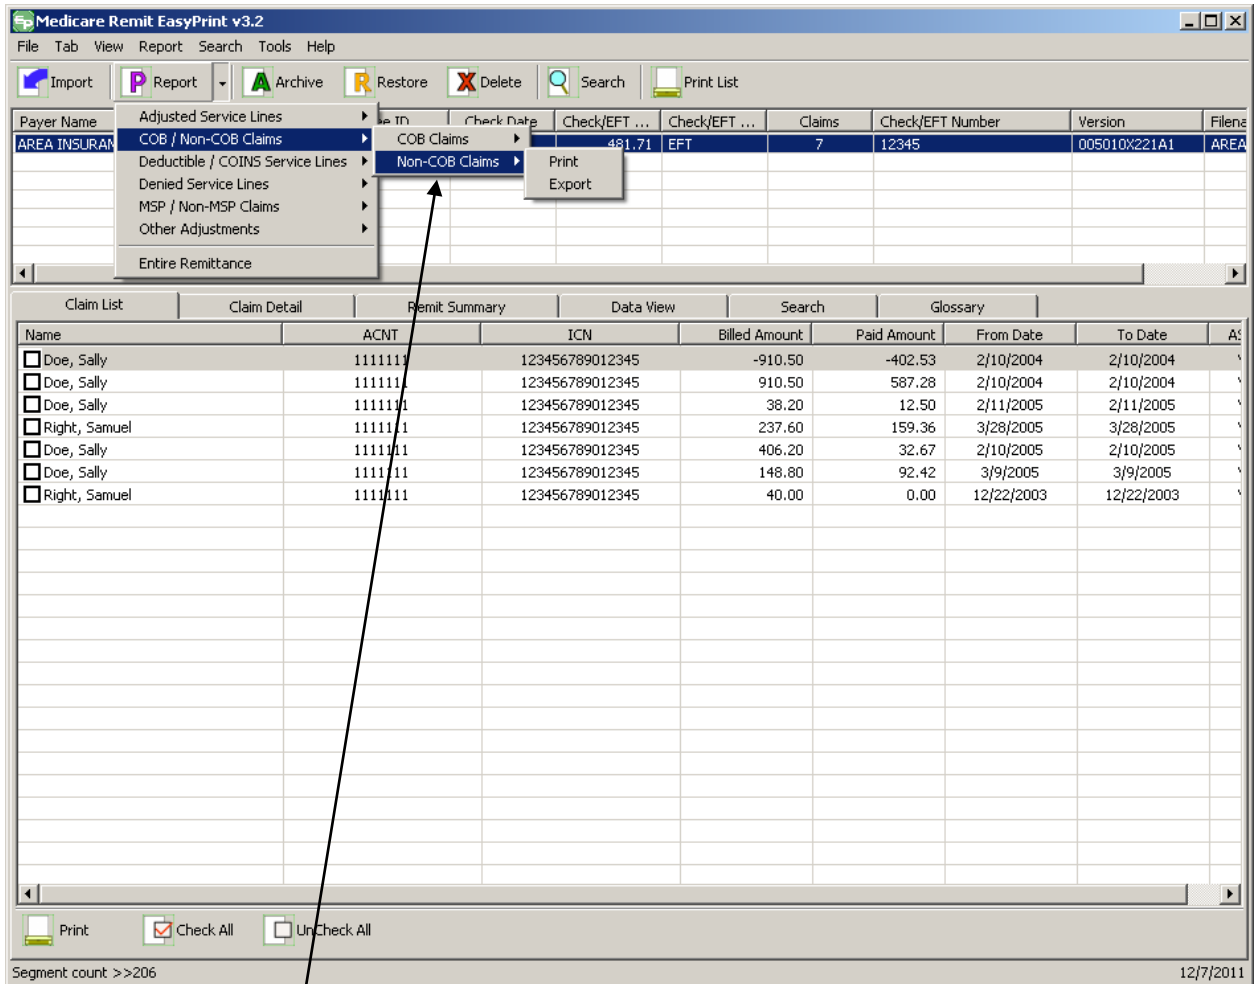 Medicare Remit EasyPrint v3.2
File Tab View Report Search Tools Help
Import Report Archive Restore Delete Search Print List
Payer Name Check Date Check/EFT ... Check/EFT ... Claims Check/EFT Number Version
AREA 481.71 EFT 7 12345 005010X221A1 AREA
Adjusted Service Lines
COB / Non-COB Claims
Deductible / COINS Service Lines
Denied Service Lines
MSP / Non-MSP Claims
Other Adjustments
Entire Remittance
COB Claims
Non-COB Claims
Print
Export
Claim List Claim Detail Remit Summary Data View Search Glossary
Name ACNT ICN Billed Amount Paid Amount From Date To Date
Doe, Sally 1111111 123456789012345 -910.50 -402.53 2/10/2004 2/10/2004
Doe, Sally 1111111 123456789012345 910.50 587.28 2/10/2004 2/10/2004
Doe, Sally 1111111 123456789012345 38.20 12.50 2/11/2005 2/11/2005
Right, Samuel 1111111 123456789012345 237.60 159.36 3/28/2005 3/28/2005
Doe, Sally 1111111 123456789012345 406.20 32.67 2/10/2005 2/10/2005
Doe, Sally 1111111 123456789012345 148.80 92.42 3/9/2005 3/9/2005
Right, Samuel 1111111 123456789012345 40.00 0.00 12/22/2003 12/22/2003
Print Check All UnCheck All
Segment count >>206 12/7/2011